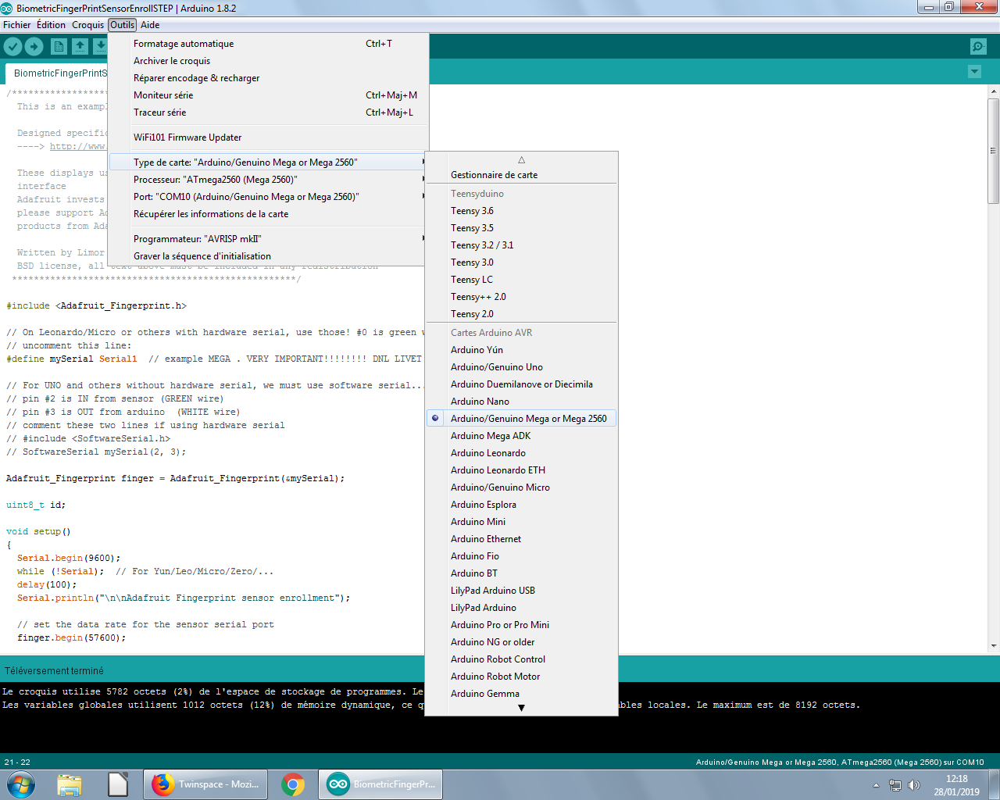 BiometricFingerPrintSensorEnrollSTEP | Arduino 1.8.2
Fichier Édition Croquis Outils Aide
BiometricFingerPrintS
Formatage automatique Ctrl+T
Archiver le croquis
Réparer encodage & recharger
Moniteur série Ctrl+Maj+M
Traceur série Ctrl+Maj+L
WiFi101 Firmware Updater
Type de carte: "Arduino/Genuino Mega or Mega 2560"
Processeur: "ATmega2560 (Mega 2560)"
Port: "COM10 (Arduino/Genuino Mega or Mega 2560)"
Récupérer les informations de la carte
Programmateur: "AVRISP mkII"
Graver la séquence d'initialisation
Gestionnaire de carte
Teensyduino
Teensy 3.6
Teensy 3.5
Teensy 3.2 / 3.1
Teensy 3.0
Teensy LC
Teensy++ 2.0
Teensy 2.0
Cartes Arduino AVR
Arduino Yún
Arduino/Genuino Uno
Arduino Duemilanove or Diecimila
Arduino Nano
Arduino/Genuino Mega or Mega 2560
Arduino Mega ADK
Arduino Leonardo
Arduino Leonardo ETH
Arduino/Genuino Micro
Arduino Esplora
Arduino Mini
Arduino Ethernet
Arduino Fio
Arduino BT
LilyPad Arduino USB
LilyPad Arduino
Arduino Pro or Pro Mini
Arduino NG or older
Arduino Robot Control
Arduino Robot Motor
Arduino Gemma
/*******************
This is an exampl
Designed specific
----> http://www.
These displays us
interface
Adafruit invests
please support Ad
products from Ada
Written by Limor
BSD license, all text above must be included in any redistribution
****************************************************/
#include <Adafruit_Fingerprint.h>
// On Leonardo/Micro or others with hardware serial, use those! #0 is green w
// uncomment this line:
#define mySerial Serial1 // example MEGA . VERY IMPORTANT!!!!!!!! DNL LIVET
// For UNO and others without hardware serial, we must use software serial...
// pin #2 is IN from sensor (GREEN wire)
// pin #3 is OUT from arduino (WHITE wire)
// comment these two lines if using hardware serial
// #include <SoftwareSerial.h>
// SoftwareSerial mySerial(2, 3);
Adafruit_Fingerprint finger = Adafruit_Fingerprint(&mySerial);
uint8_t id;
void setup()
{
Serial.begin(9600);
while (!Serial); // For Yun/Leo/Micro/Zero/...
delay(100);
Serial.println("\n\nAdafruit Fingerprint sensor enrollment");
// set the data rate for the sensor serial port
finger.begin(57600);
Téléversement terminé
Le croquis utilise 5782 octets (2%) de l'espace de stockage de programmes. Le
Les variables globales utilisent 1012 octets (12%) de mémoire dynamique, ce q bles locales. Le maximum est de 8192 octets.
21 - 22 Arduino/Genuino Mega or Mega 2560, ATmega2560 (Mega 2560) sur COM10
Twinspace - Mozi...
BiometricFingerPr...
12:18
28/01/2019